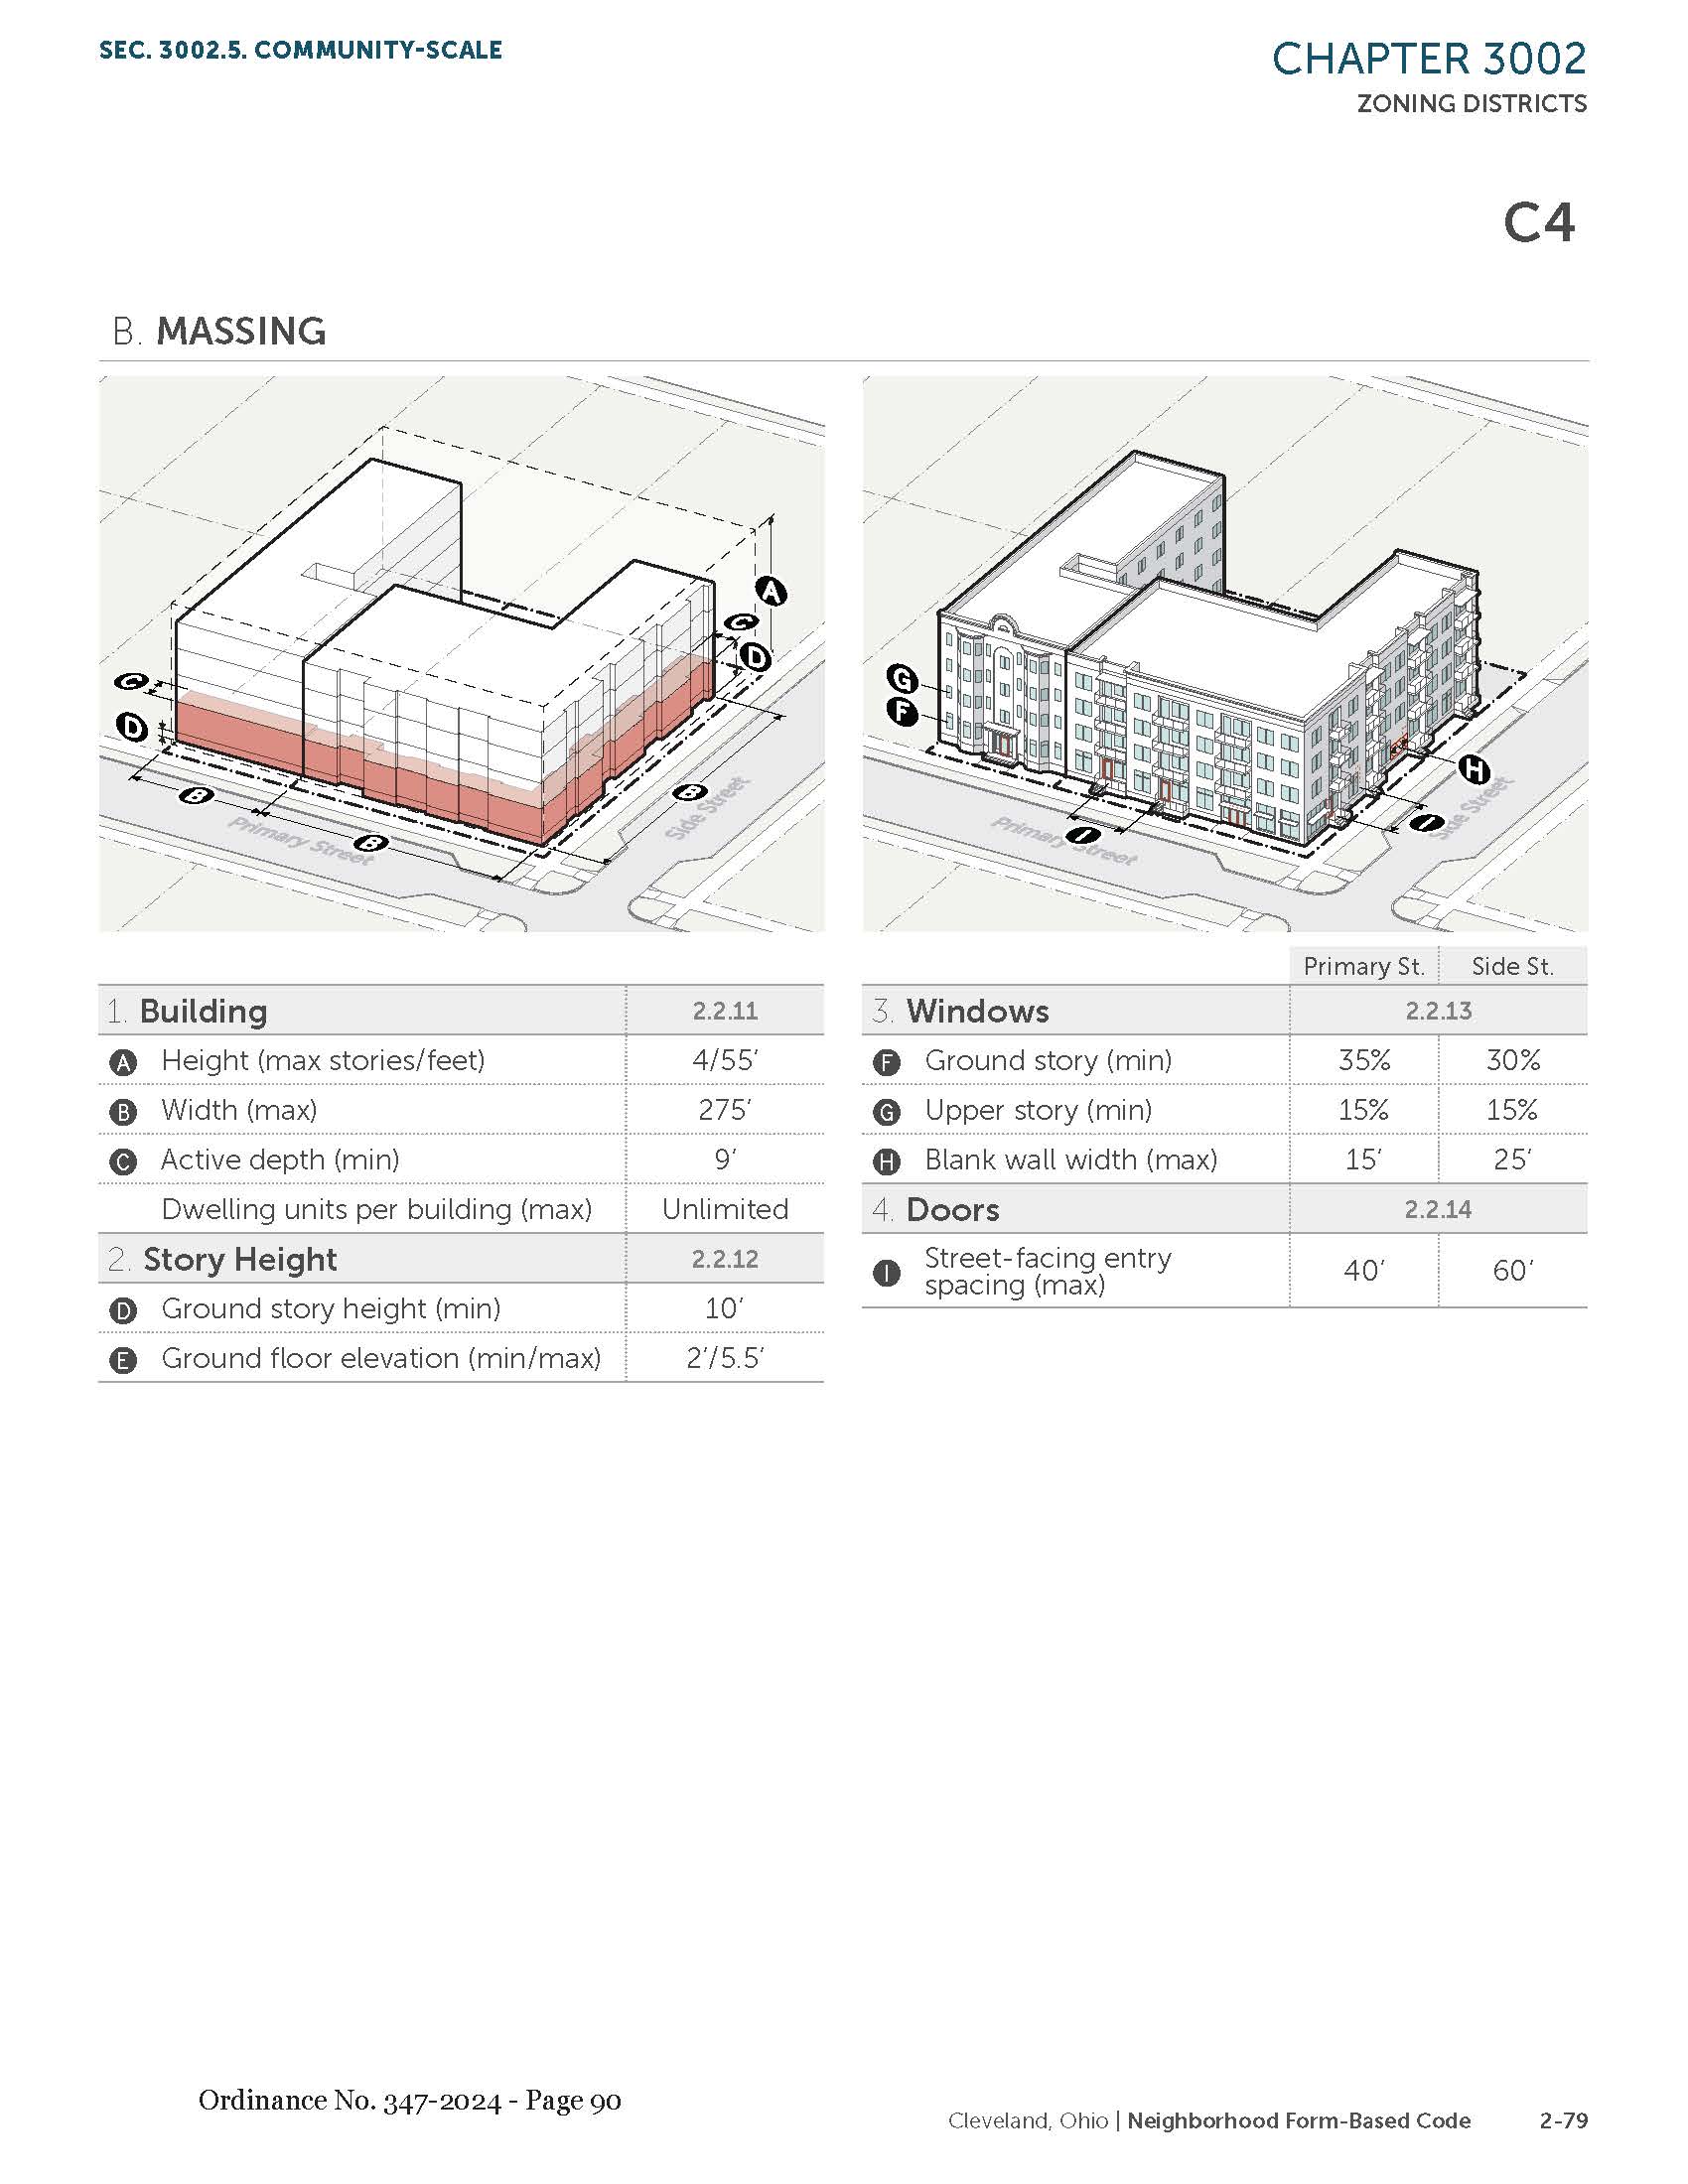 SEC. 3002.5. COMMUNITY-SCALE
CHAPTER 3002
ZONING DISTRICTS
C4
B. MASSING
A
C
D
C
D
B
B
B
Primary Street
Side Street
G
F
H
I
I
Primary Street
Side Street
1. Building 2.2.11
A Height (max stories/feet) 4/55′
B Width (max) 275′
C Active depth (min) 9′
Dwelling units per building (max) Unlimited
2. Story Height 2.2.12
D Ground story height (min) 10′
E Ground floor elevation (min/max) 2′/5.5′
Primary St. Side St.
3. Windows 2.2.13
F Ground story (min) 35% 30%
G Upper story (min) 15% 15%
H Blank wall width (max) 15′ 25′
4. Doors 2.2.14
I Street-facing entry
spacing (max) 40′ 60′
Ordinance No. 347-2024 - Page 90
Cleveland, Ohio | Neighborhood Form-Based Code 2-79